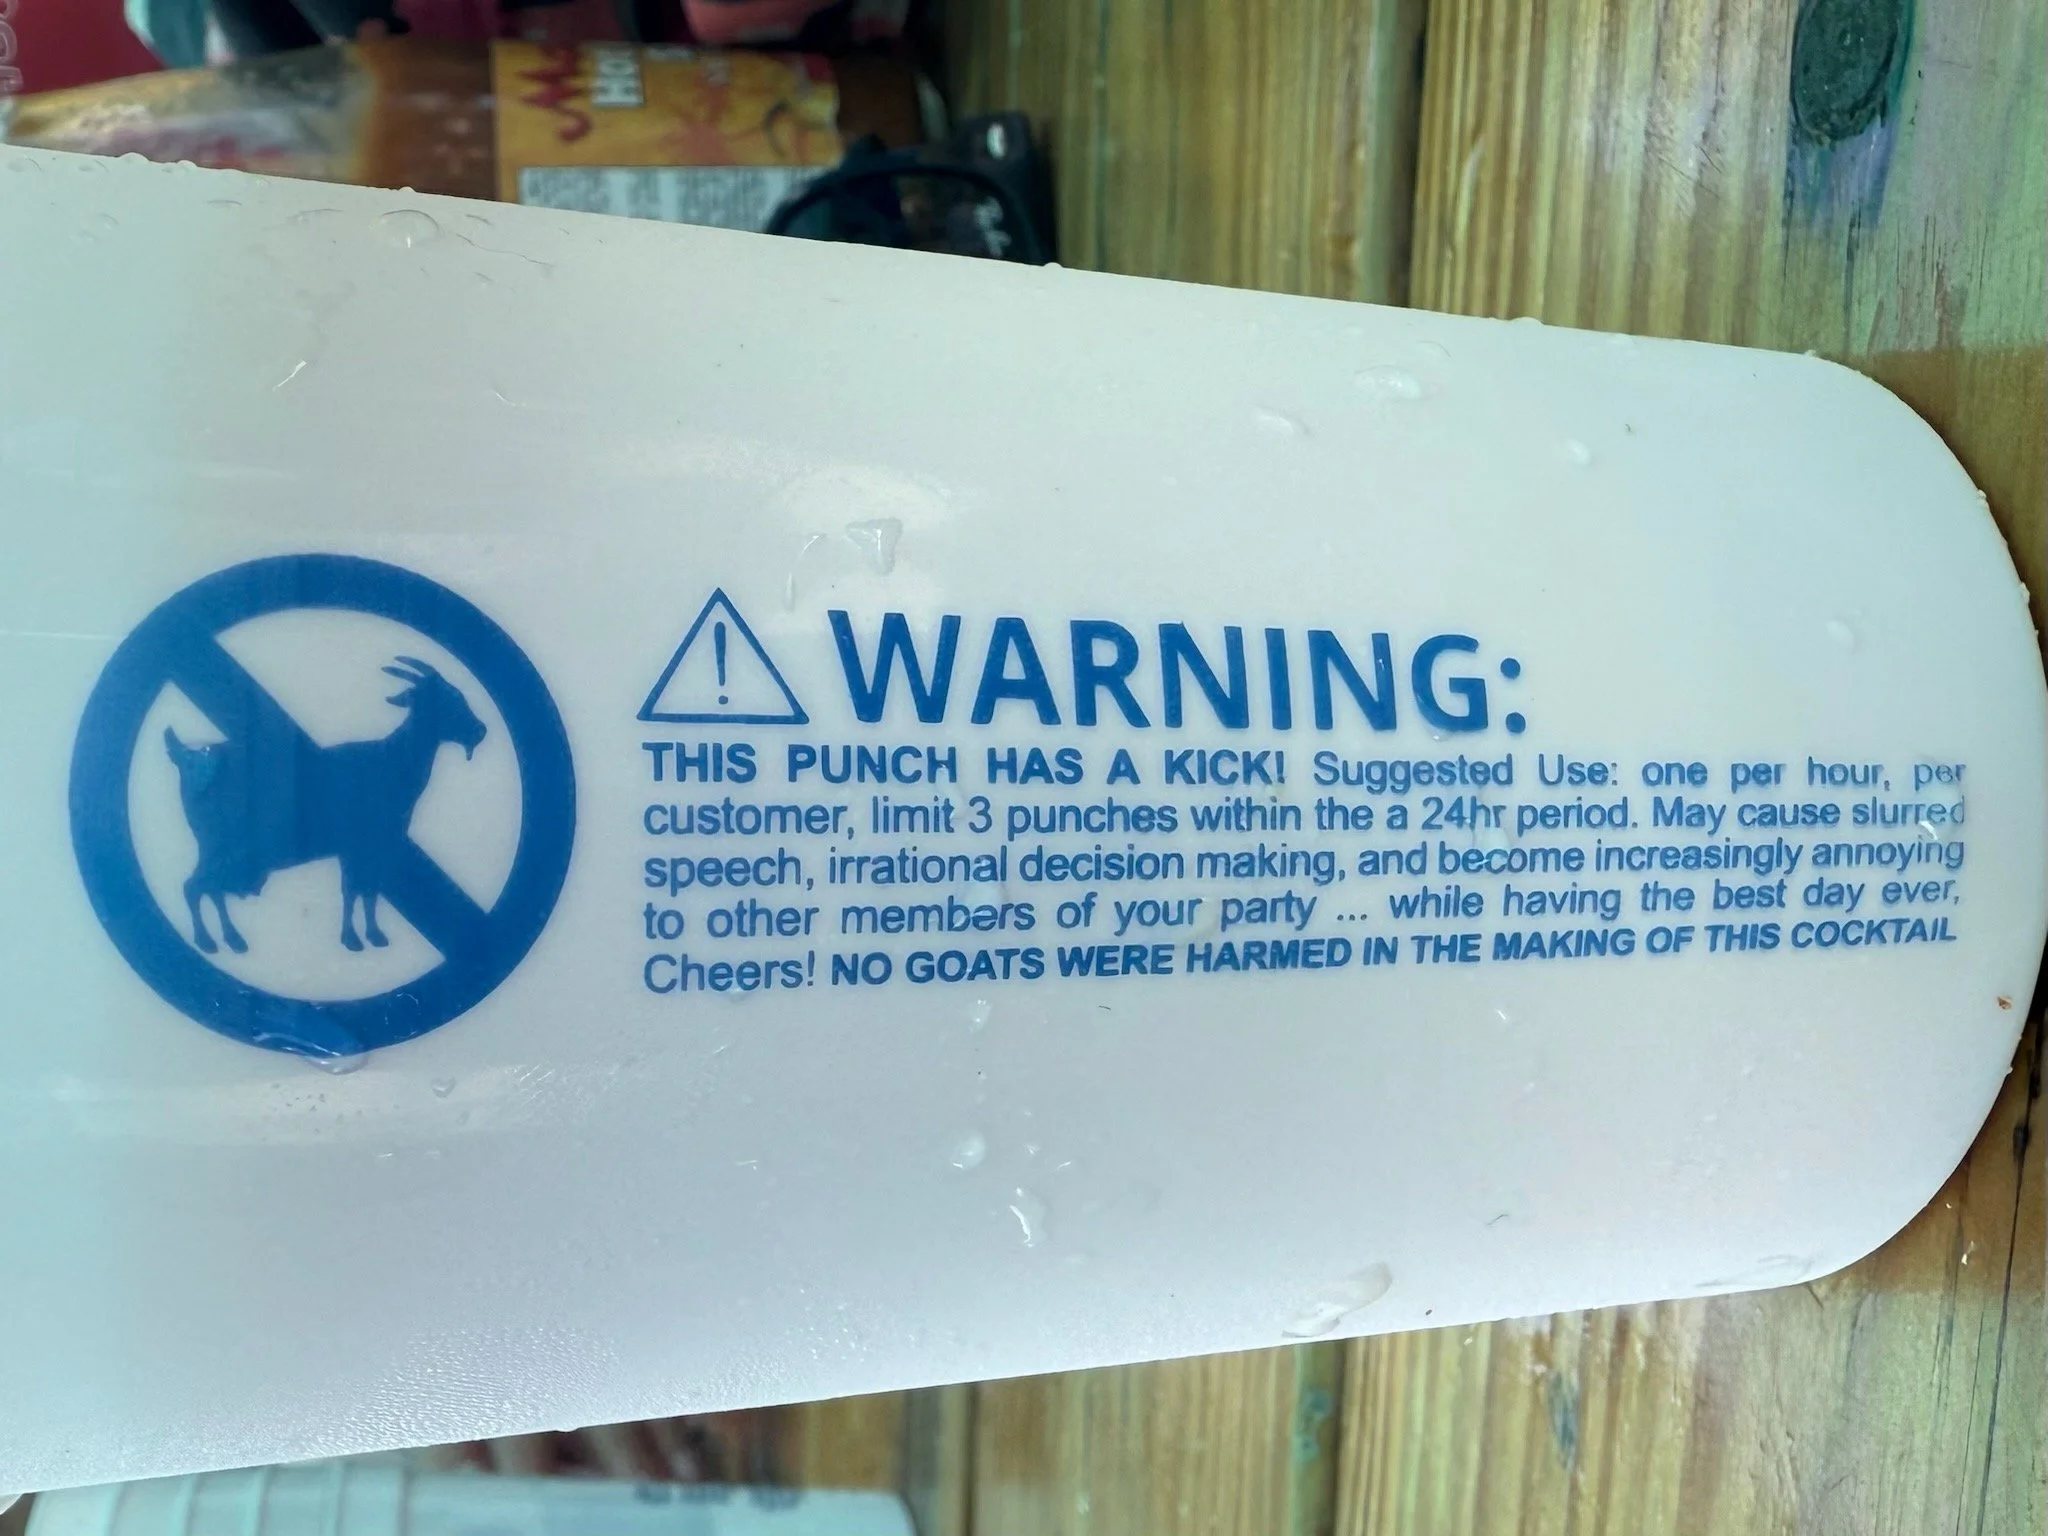 WARNING:
THIS PUNCH HAS A KICK! Suggested Use: one per hour, per
customer, limit 3 punches within the a 24hr period. May cause slurred
speech, irrational decision making, and become increasingly annoying
to other members of your party ... while having the best day ever,
Cheers! NO GOATS WERE HARMED IN THE MAKING OF THIS COCKTAIL